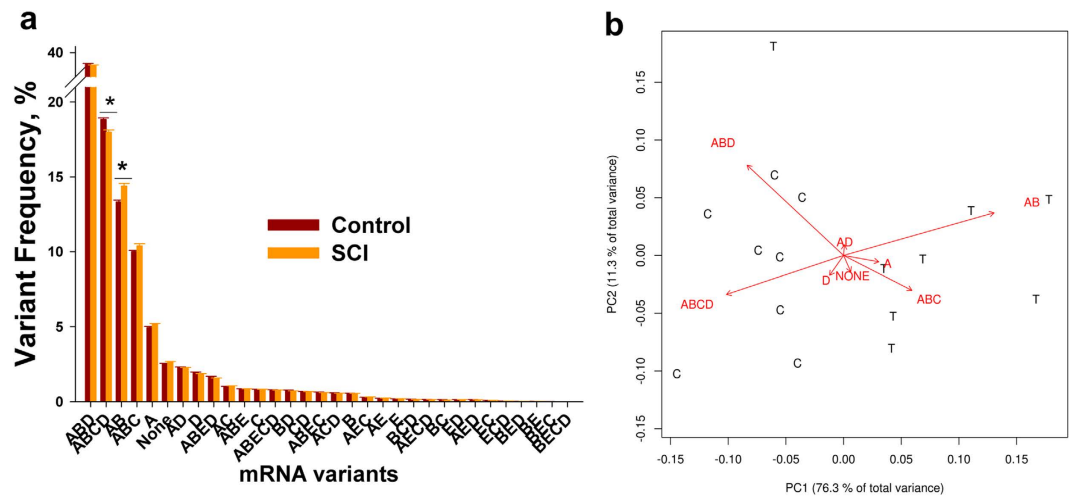 a
Variant Frequency, %
40
20
15
10
5
0
*
*
Control
SCI
ABD
ABCD
AB
ABC
A
None
AD
D
ABED
AC
ABE
C
ABECD
BD
CD
ABEC
ACD
B
AEC
AE
E
BCD
AECD
BC
ED
AED
EC
ECD
BED
BE
BEC
BECD
mRNA variants
b
PC2 (11.3 % of total variance)
0.15
0.10
0.05
0.00
-0.05
-0.10
-0.15
T
ABD
C
C
T
AB
C
T
AD
C
C
T
A
T
D
NONE
ABC
T
ABCD
C
T
T
C
C
-0.15
-0.10
-0.05
0.00
0.05
0.10
0.15
PC1 (76.3 % of total variance)